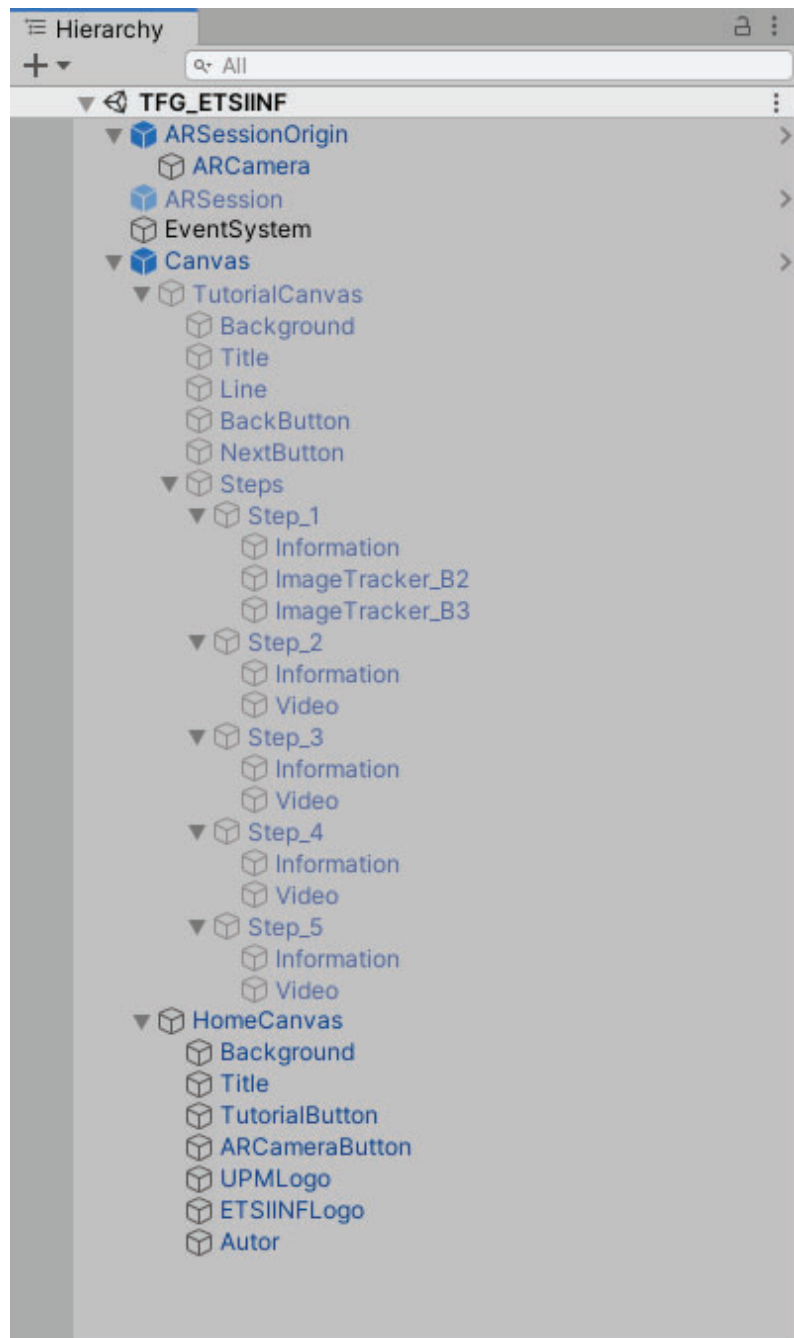 Hierarchy
All
TFG_ETSIINF
ARSessionOrigin
ARCamera
ARSession
EventSystem
Canvas
TutorialCanvas
Background
Title
Line
BackButton
NextButton
Steps
Step_1
Information
ImageTracker_B2
ImageTracker_B3
Step_2
Information
Video
Step_3
Information
Video
Step_4
Information
Video
Step_5
Information
Video
HomeCanvas
Background
Title
TutorialButton
ARCameraButton
UPMLogo
ETSIINFLogo
Autor